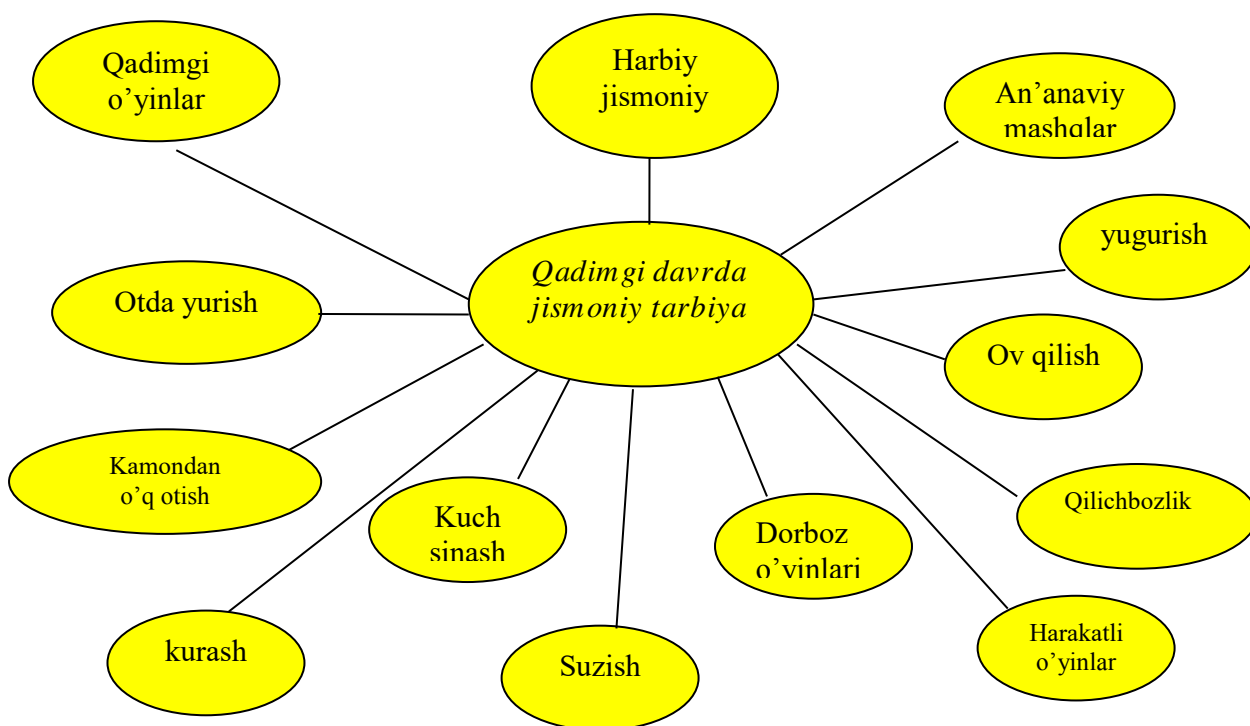 Qadimgi
o’yinlar
Harbiy
jismoniy
An’anaviy
mashqlar
yugurish
Qadimgi davrda
jismoniy tarbiya
Otda yurish
Ov qilish
Kamondan
o’q otish
Kuch
sinash
Dorboz
o’yinlari
Qilichbozlik
kurash
Suzish
Harakatli
o’yinlar